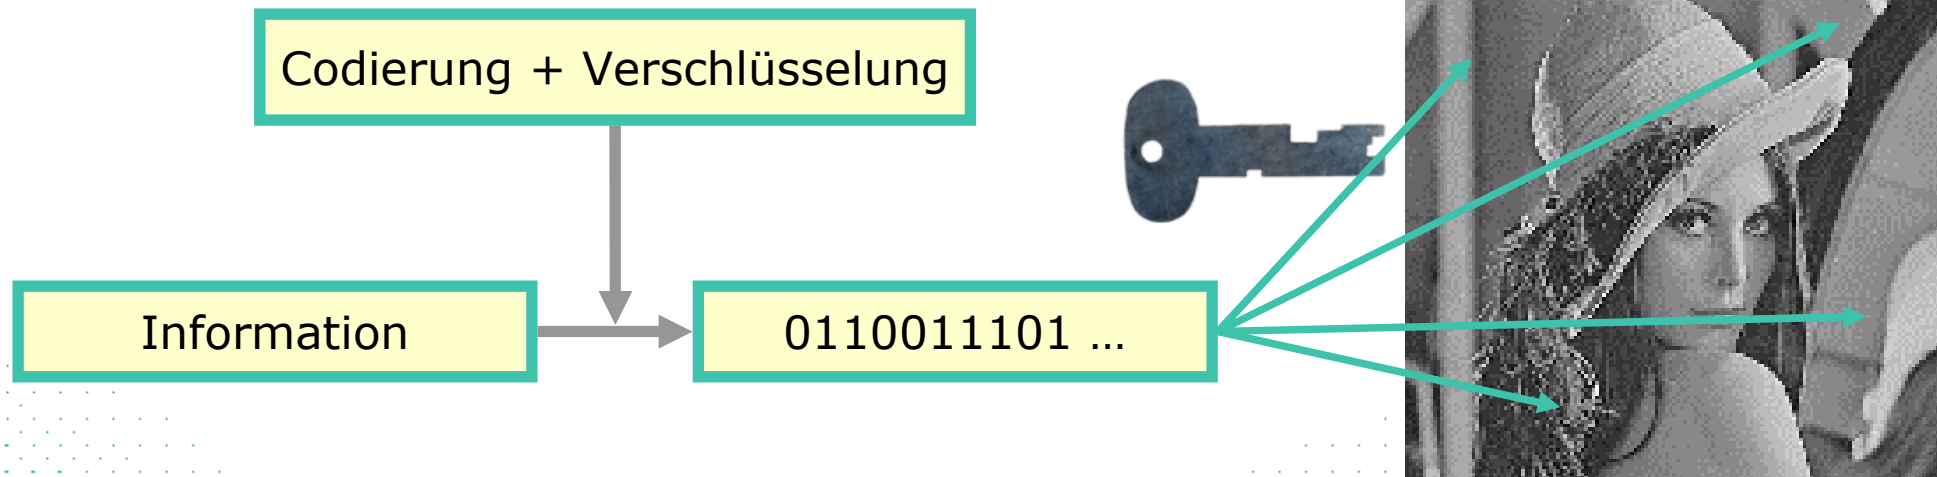 Codierung + Verschlüsselung
Information
0110011101 …